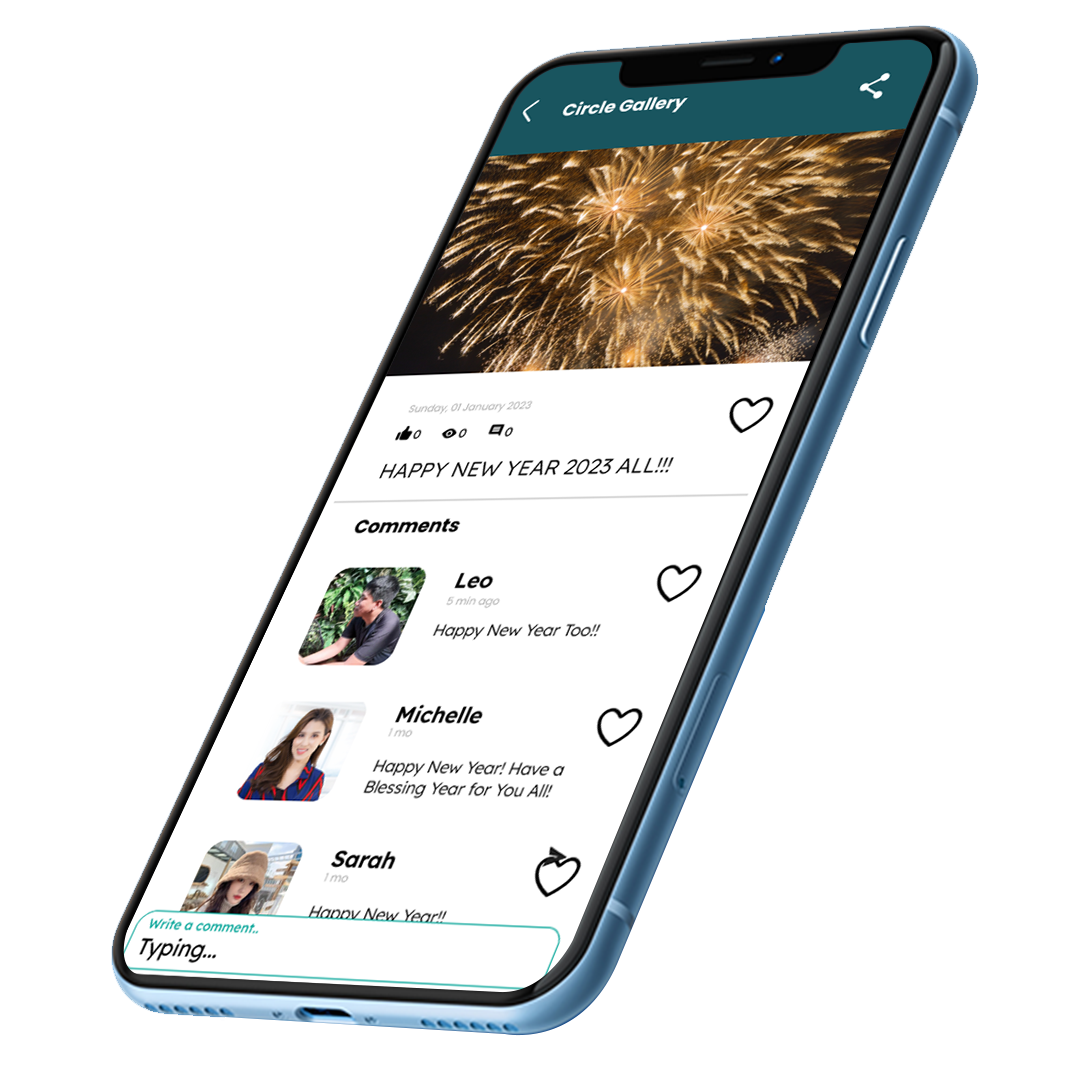 Circle Gallery
Sunday, 01 January 2023
0 0 0
HAPPY NEW YEAR 2023 ALL!!!
Comments
Leo
5 min ago
Happy New Year Too!!
Michelle
1 mo
Happy New Year! Have a
Blessing Year for You All!
Sarah
1 mo
Happy New Year!!
Write a comment..
Typing...